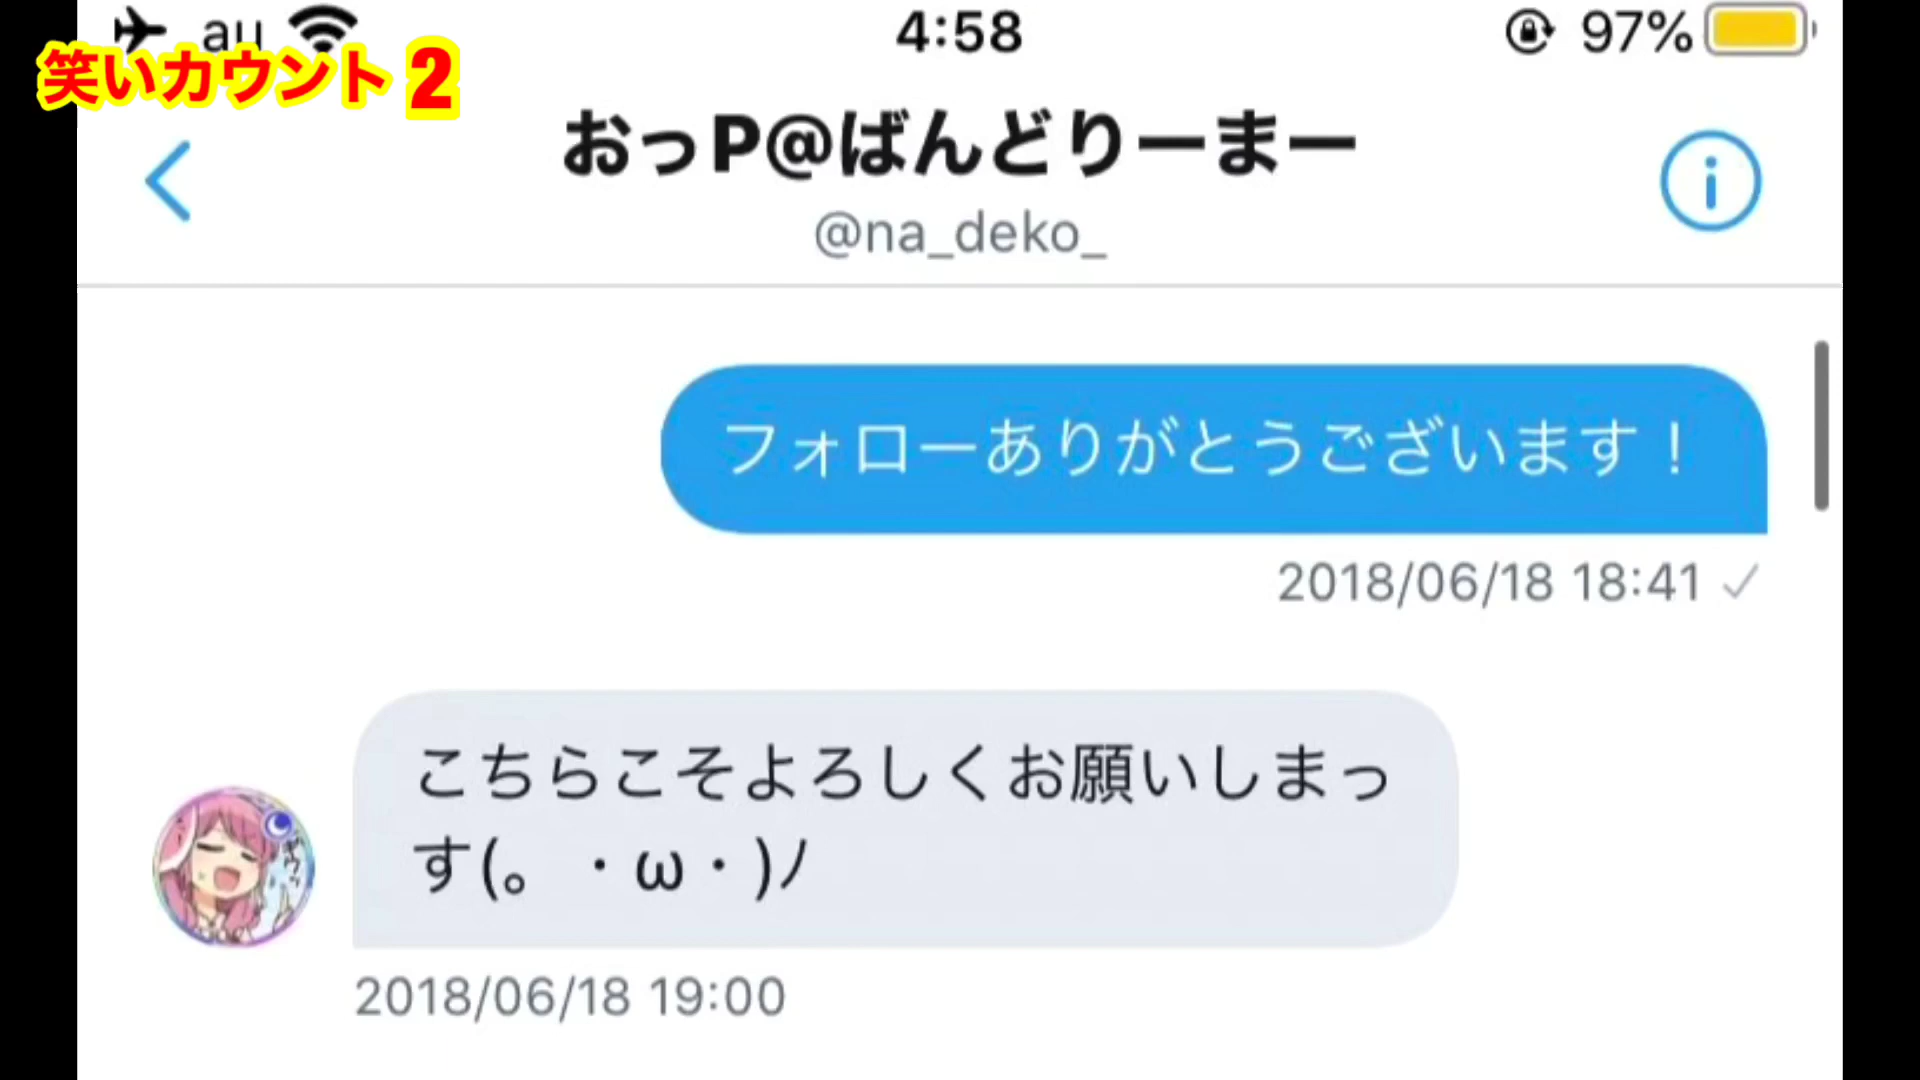 au
4:58
97%
笑いカウント2
おっP@ばんどりーまー
@na_deko_
フォローありがとうございます！
2018/06/18 18:41
こちらこそよろしくお願いしまっ
す(。・ω・)ﾉ
2018/06/18 19:00